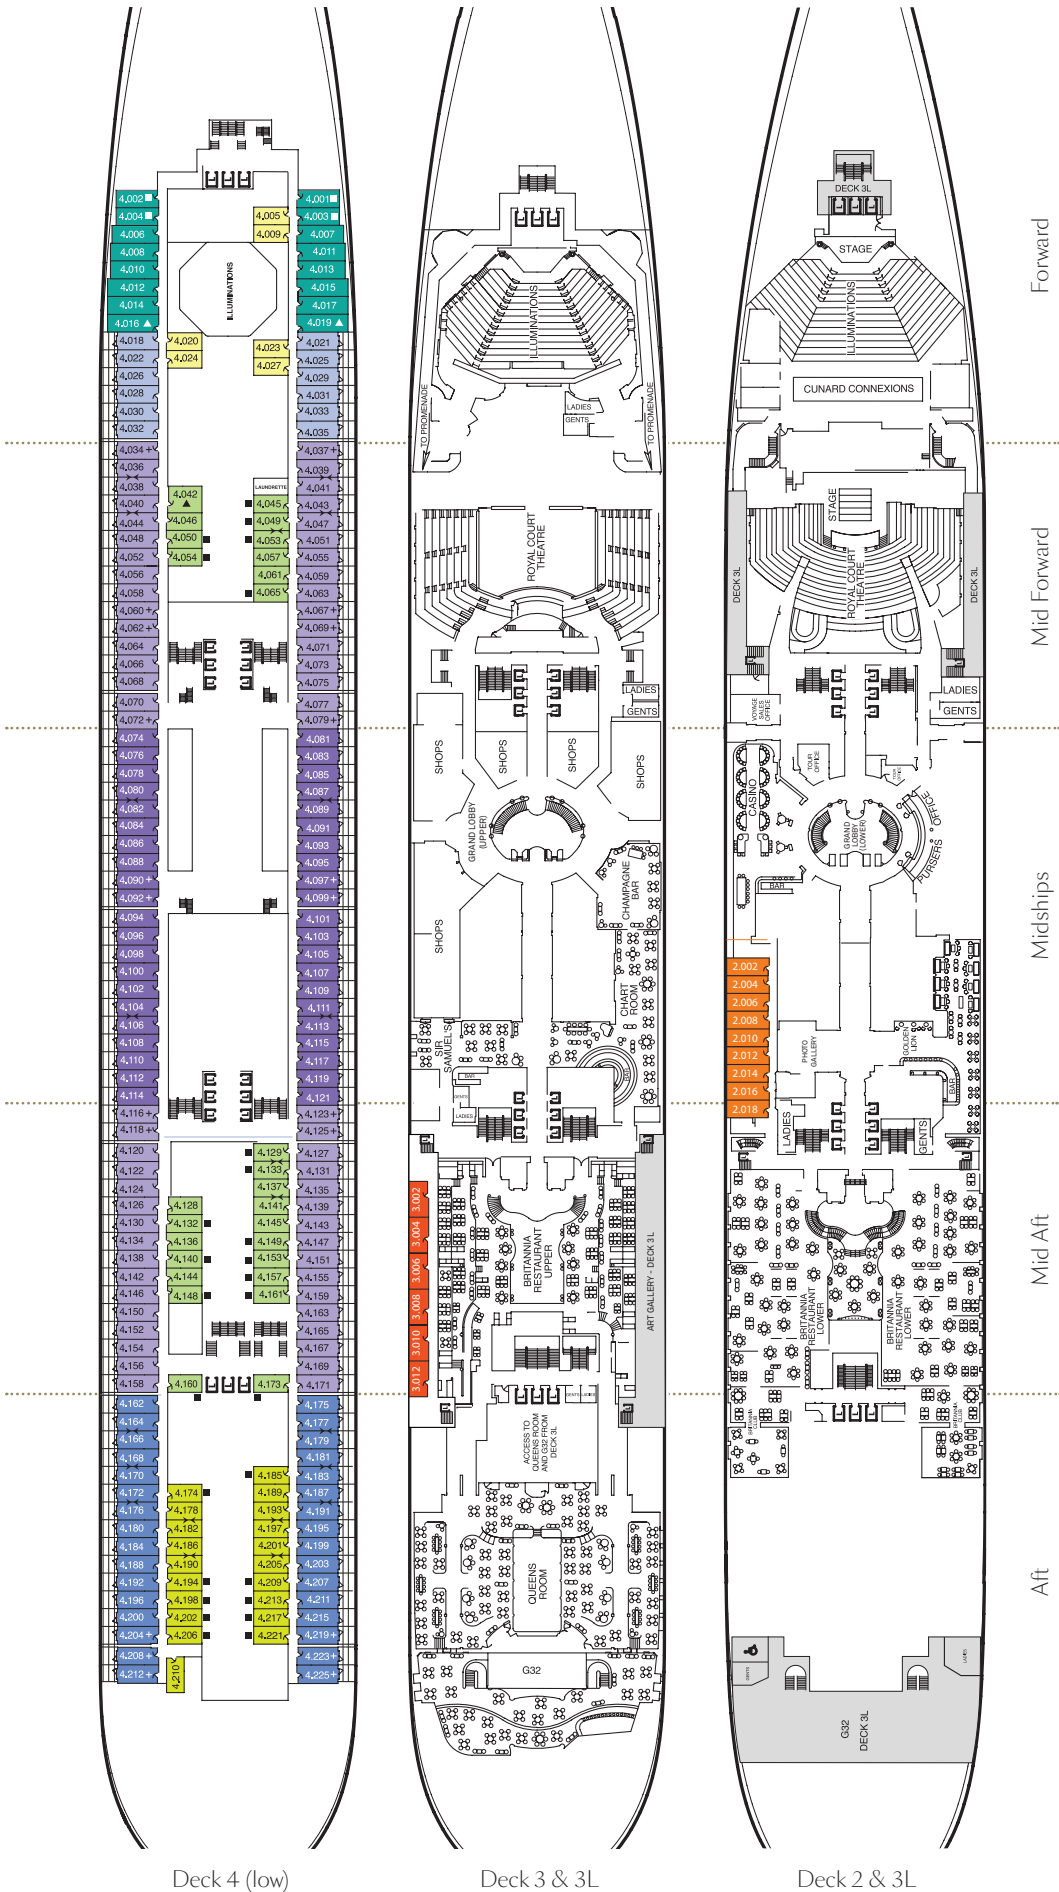 4.002
4.001
4.004
4.005
4.003
4.006
4.009
4.007
4.008
4.011
4.010
4.013
4.012
4.015
4.014
4.017
4.016
4.019
ILLUMINATIONS
4.018
4.020
4.023
4.021
4.022
4.024
4.027
4.025
4.026
4.029
4.028
4.031
4.030
4.033
4.032
4.035
4.034+
4.037+
4.036
4.039
4.038
4.042
LAUNDRETTE
4.041
4.040
4.045
4.043
4.044
4.046
4.049
4.047
4.048
4.050
4.053
4.051
4.052
4.054
4.057
4.055
4.056
4.061
4.059
4.058
4.065
4.063
4.060+
4.067+
4.062+
4.069+
4.064
4.071
4.066
4.073
4.068
4.075
4.070
4.077
4.072+
4.079+
4.074
4.081
4.076
4.083
4.078
4.085
4.080
4.087
4.082
4.089
4.084
4.091
4.086
4.093
4.088
4.095
4.090+
4.097+
4.092+
4.099+
4.094
4.101
4.096
4.103
4.098
4.105
4.100
4.107
4.102
4.109
4.104
4.111
4.106
4.113
4.108
4.115
4.110
4.117
4.112
4.119
4.114
4.121
4.116+
4.123+
4.118+
4.125+
4.120
4.129
4.127
4.122
4.133
4.131
4.124
4.137
4.135
4.126
4.128
4.141
4.139
4.130
4.132
4.145
4.143
4.134
4.136
4.149
4.147
4.138
4.140
4.153
4.151
4.142
4.144
4.157
4.155
4.146
4.148
4.161
4.159
4.150
4.163
4.152
4.165
4.154
4.167
4.156
4.169
4.158
4.160
4.173
4.171
4.162
4.175
4.164
4.177
4.166
4.179
4.168
4.181
4.170
4.185
4.183
4.172
4.174
4.189
4.187
4.176
4.178
4.193
4.191
4.180
4.182
4.197
4.195
4.184
4.186
4.201
4.199
4.188
4.190
4.205
4.203
4.192
4.194
4.209
4.207
4.196
4.198
4.213
4.211
4.200
4.202
4.217
4.215
4.204+
4.206
4.221
4.219+
4.208+
4.210
4.223+
4.212+
4.225+
Deck 4 (low)
ILLUMINATIONS
TO PROMENADE
LADIES
GENTS
TO PROMENADE
ROYAL COURT
THEATRE
LADIES
GENTS
SHOPS
SHOPS
SHOPS
SHOPS
GRAND LOBBY
(UPPER)
CHAMPAGNE
BAR
SHOPS
CHART
ROOM
SIR
SAMUEL'S
BAR
GENTS
LADIES
BAR
3.002
3.004
3.006
3.008
3.010
3.012
BRITANNIA
RESTAURANT
UPPER
ART GALLERY - DECK 3L
GENTS
LADIES
ACCESS TO
QUEENS ROOM
AND G32 FROM
DECK 3L
QUEENS
ROOM
G32
Deck 3 & 3L
DECK 3L
STAGE
ILLUMINATIONS
CUNARD CONNEXIONS
STAGE
DECK 3L
ROYAL COURT
THEATRE
DECK 3L
VOYAGE
SALES
OFFICE
LADIES
GENTS
CASINO
TOUR
OFFICE
GRAND
LOBBY
(LOWER)
PURSERS OFFICE
BAR
2.002
2.004
2.006
2.008
2.010
2.012
2.014
2.016
2.018
PHOTO
GALLERY
GOLDEN
LION
BAR
LADIES
GENTS
BRITANNIA
RESTAURANT
LOWER
BRITANNIA
RESTAURANT
LOWER
BRITANNIA
CLUB
BRITANNIA
CLUB
GENTS
LADIES
G32
DECK 3L
Deck 2 & 3L
Forward
Mid Forward
Midships
Mid Aft
Aft